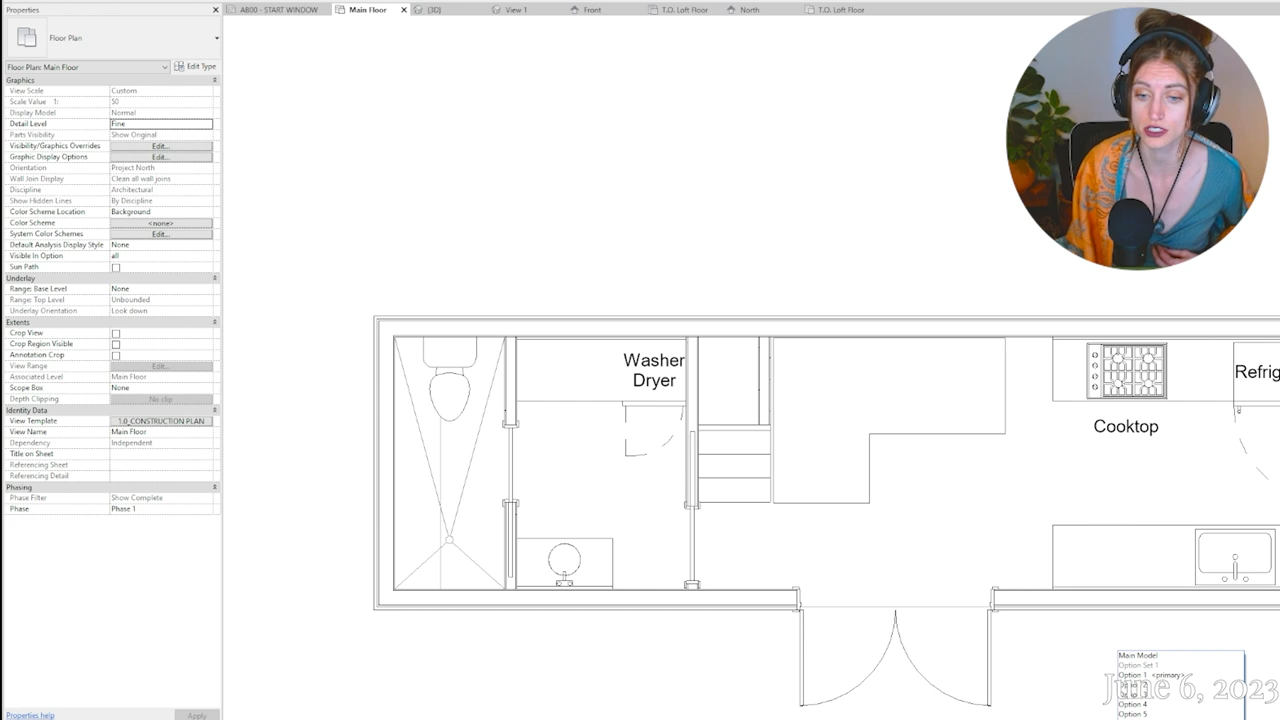 Properties
AB00 - START WINDOW
Main Floor
{3D}
View 1
Front
T.O. Loft Floor
North
T.O. Loft Floor
Floor Plan
Floor Plan: Main Floor
Edit Type
Graphics
View Scale Custom
Scale Value 1: 50
Display Model Normal
Detail Level Fine
Parts Visibility Show Original
Visibility/Graphics Overrides Edit...
Graphic Display Options Edit...
Orientation Project North
Wall Join Display Clean all wall joins
Discipline Architectural
Show Hidden Lines By Discipline
Color Scheme Location Background
Color Scheme <none>
System Color Schemes Edit...
Default Analysis Display Style None
Visible In Option all
Sun Path
Underlay
Range: Base Level None
Range: Top Level Unbounded
Underlay Orientation Look down
Extents
Crop View
Crop Region Visible
Annotation Crop
View Range Edit...
Associated Level Main Floor
Scope Box None
Depth Clipping No clip
Identity Data
View Template 1.0_CONSTRUCTION PLAN
View Name Main Floor
Dependency Independent
Title on Sheet
Referencing Sheet
Referencing Detail
Phasing
Phase Filter Show Complete
Phase Phase 1
Properties help
Apply
Washer
Dryer
Cooktop
Refrig
Main Model
Option Set 1
Option 1 <primary>
Option 4
Option 5
June 6, 2023